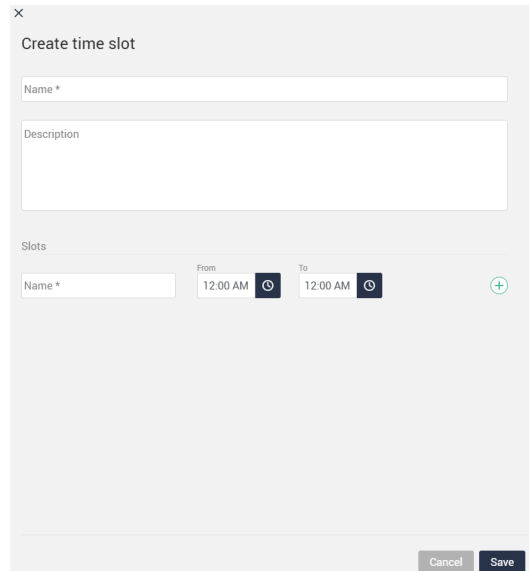 Create time slot
Name *
Description
Slots
From To
Name * 12:00 AM 12:00 AM
Cancel Save